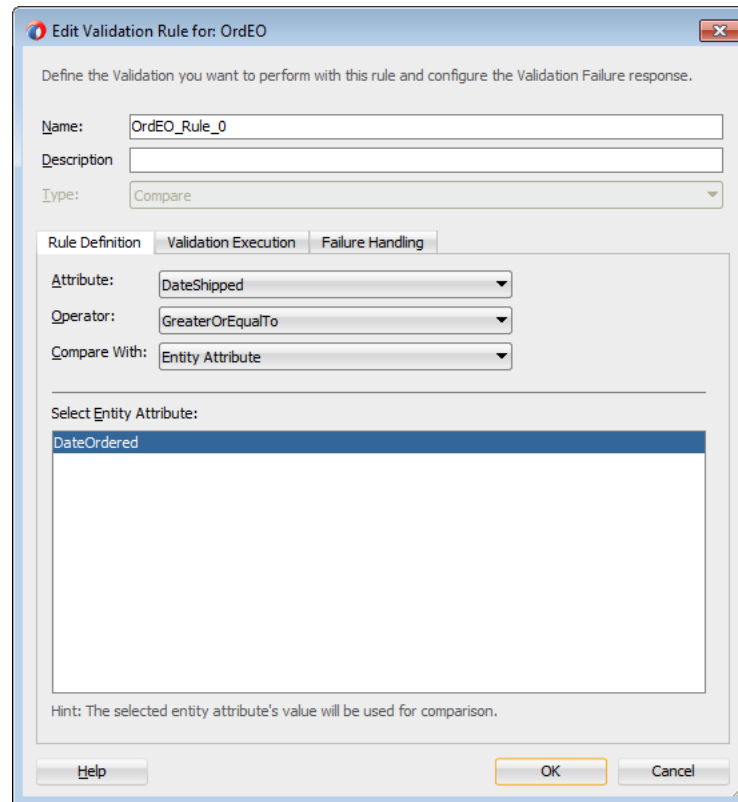 Edit Validation Rule for: OrdEO
Define the Validation you want to perform with this rule and configure the Validation Failure response.
Name: OrdEO_Rule_0
Description
Type: Compare
Rule Definition Validation Execution Failure Handling
Attribute: DateShipped
Operator: GreaterOrEqualTo
Compare With: Entity Attribute
Select Entity Attribute:
DateOrdered
Hint: The selected entity attribute's value will be used for comparison.
Help OK Cancel